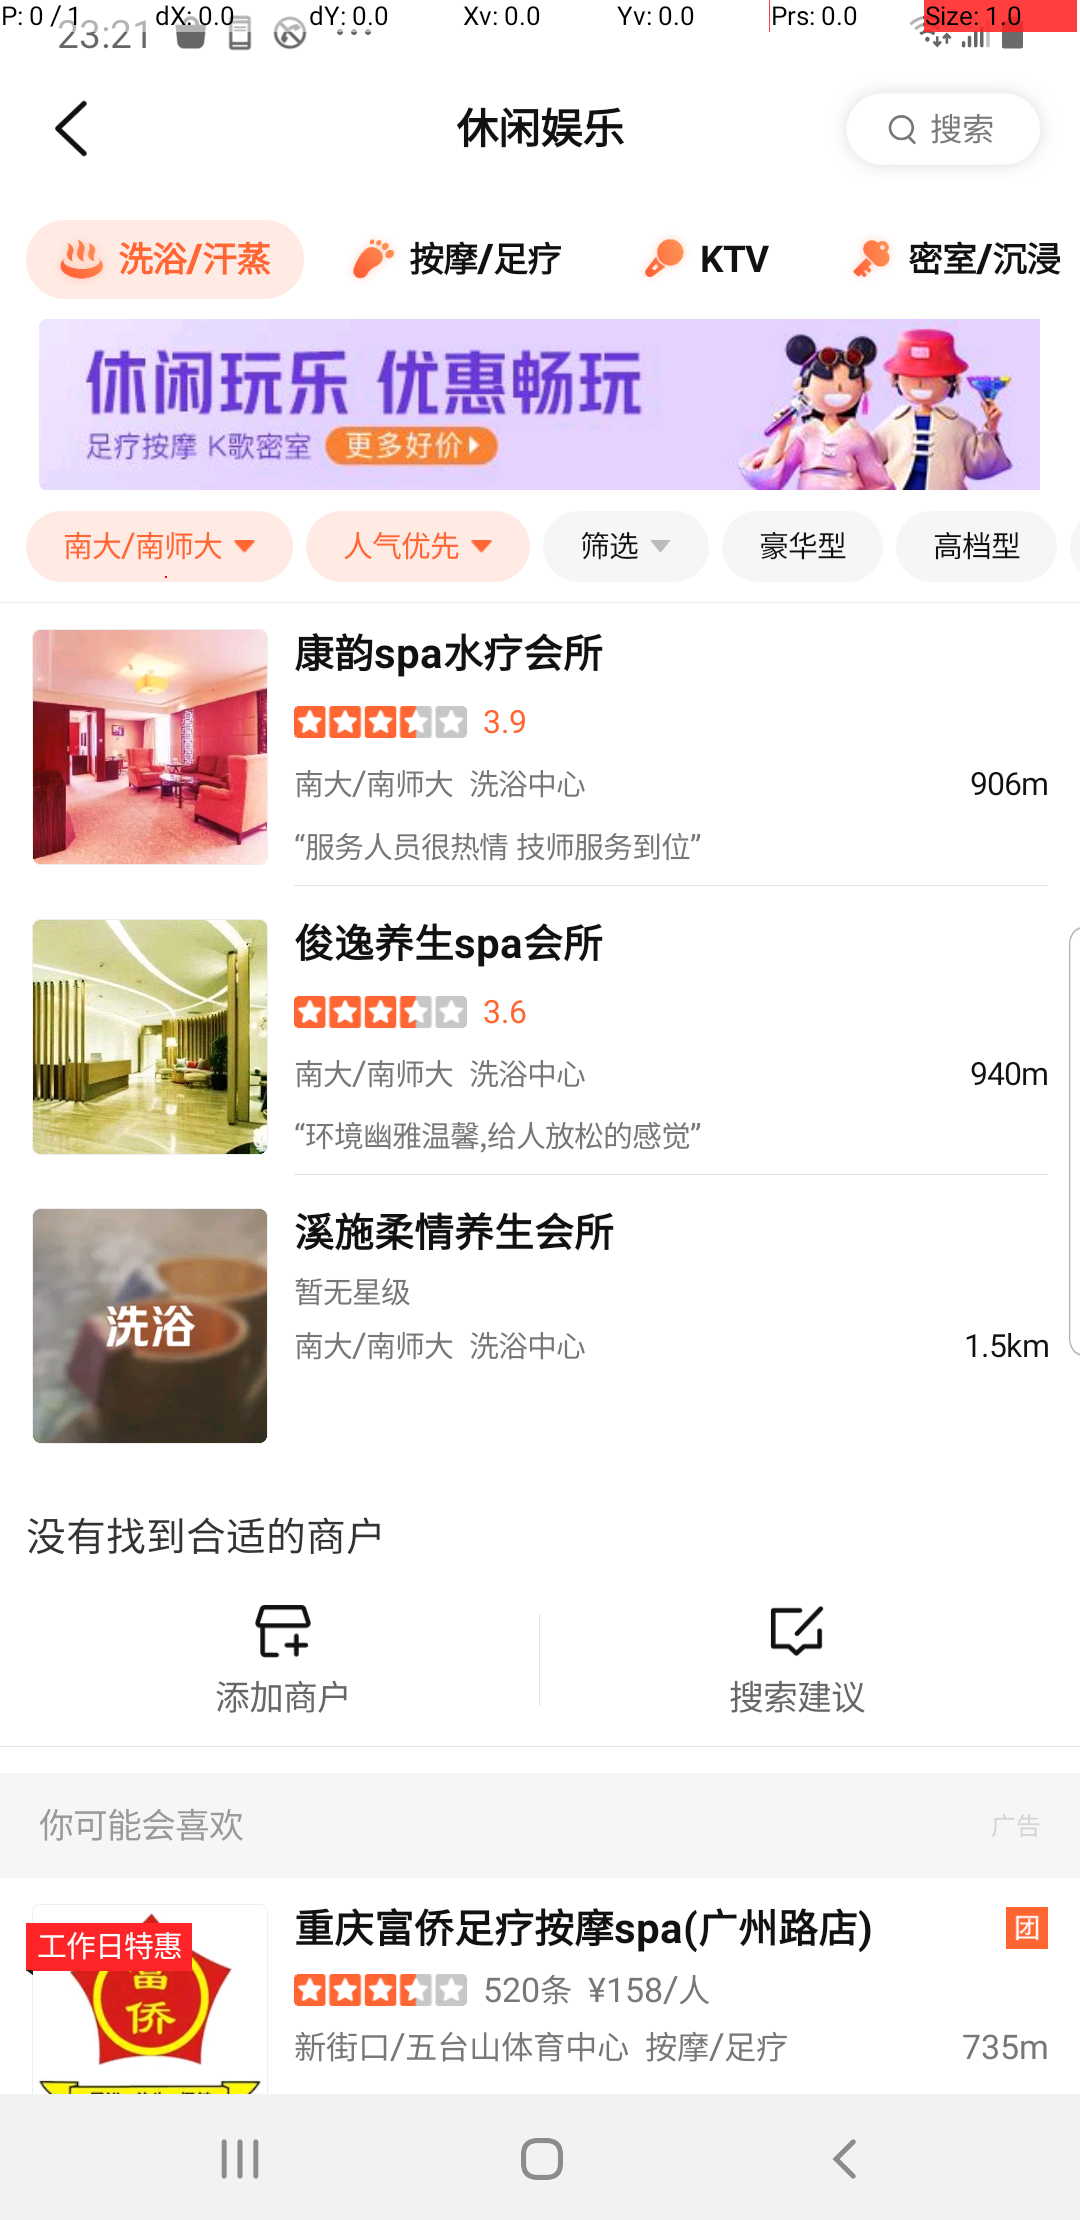 P: 0 / 1 dX: 0.0 dY: 0.0 Xv: 0.0 Yv: 0.0 Prs: 0.0 Size: 1.0
23:21
休闲娱乐 搜索
洗浴/汗蒸 按摩/足疗 KTV 密室/沉浸
休闲玩乐 优惠畅玩
足疗按摩 K歌密室 更多好价
南大/南师大 人气优先 筛选 豪华型 高档型
康韵spa水疗会所
3.9
南大/南师大 洗浴中心 906m
“服务人员很热情 技师服务到位”
俊逸养生spa会所
3.6
南大/南师大 洗浴中心 940m
“环境幽雅温馨,给人放松的感觉”
溪施柔情养生会所
暂无星级
洗浴
南大/南师大 洗浴中心 1.5km
没有找到合适的商户
添加商户 搜索建议
你可能会喜欢 广告
重庆富侨足疗按摩spa(广州路店) 团
工作日特惠
富侨
520条 ¥158/人
新街口/五台山体育中心 按摩/足疗 735m